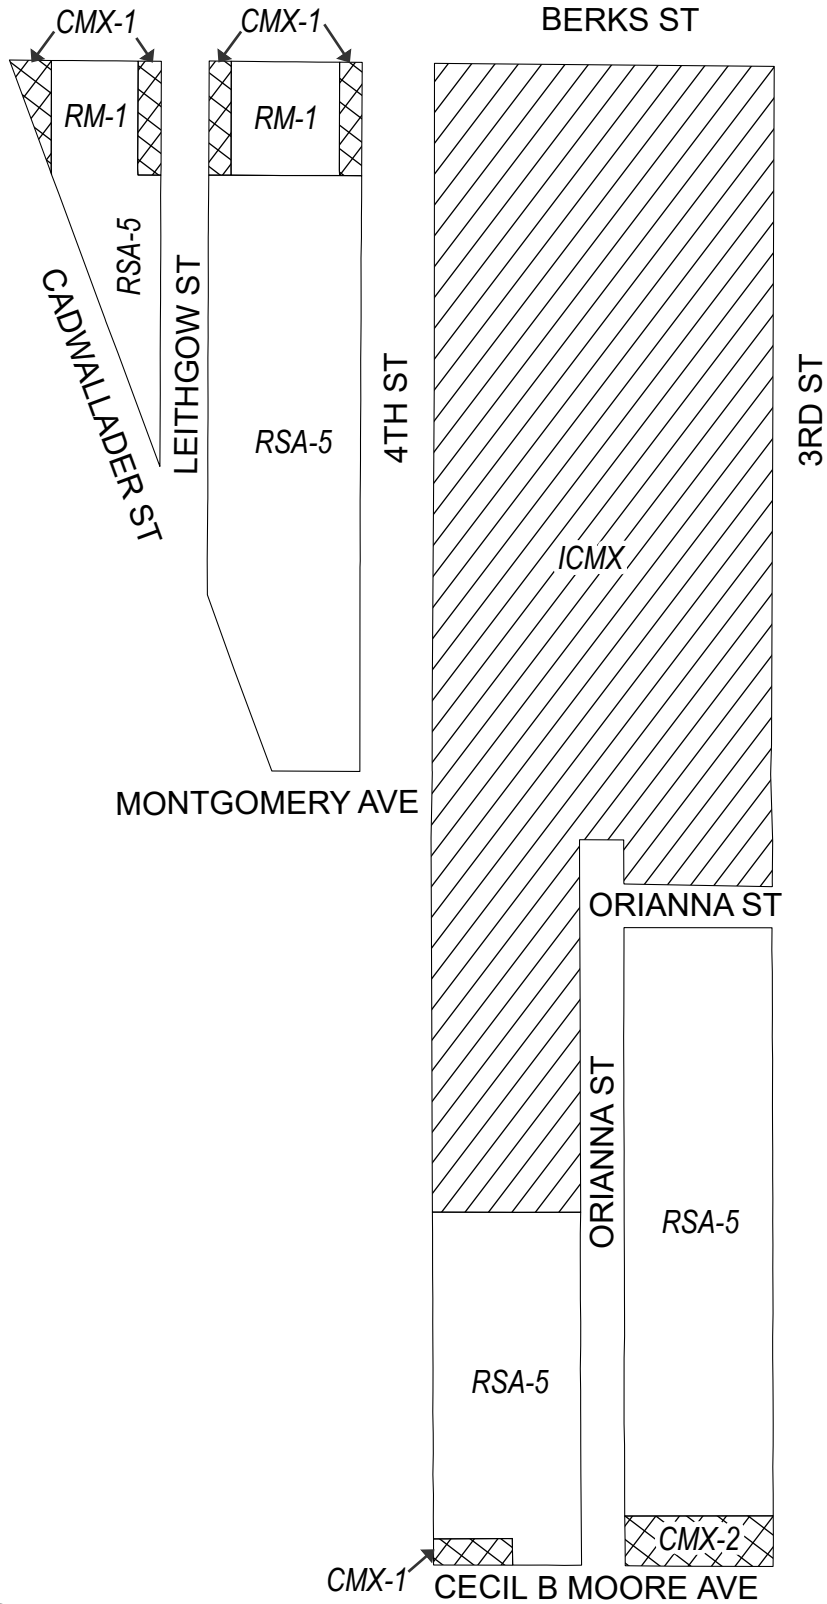 CMX-1
CMX-1
BERKS ST
RM-1
RM-1
RSA-5
CADWALLADER ST
LEITHGOW ST
RSA-5
4TH ST
3RD ST
ICMX
MONTGOMERY AVE
ORIANNA ST
ORIANNA ST
RSA-5
RSA-5
CMX-2
CMX-1
CECIL B MOORE AVE